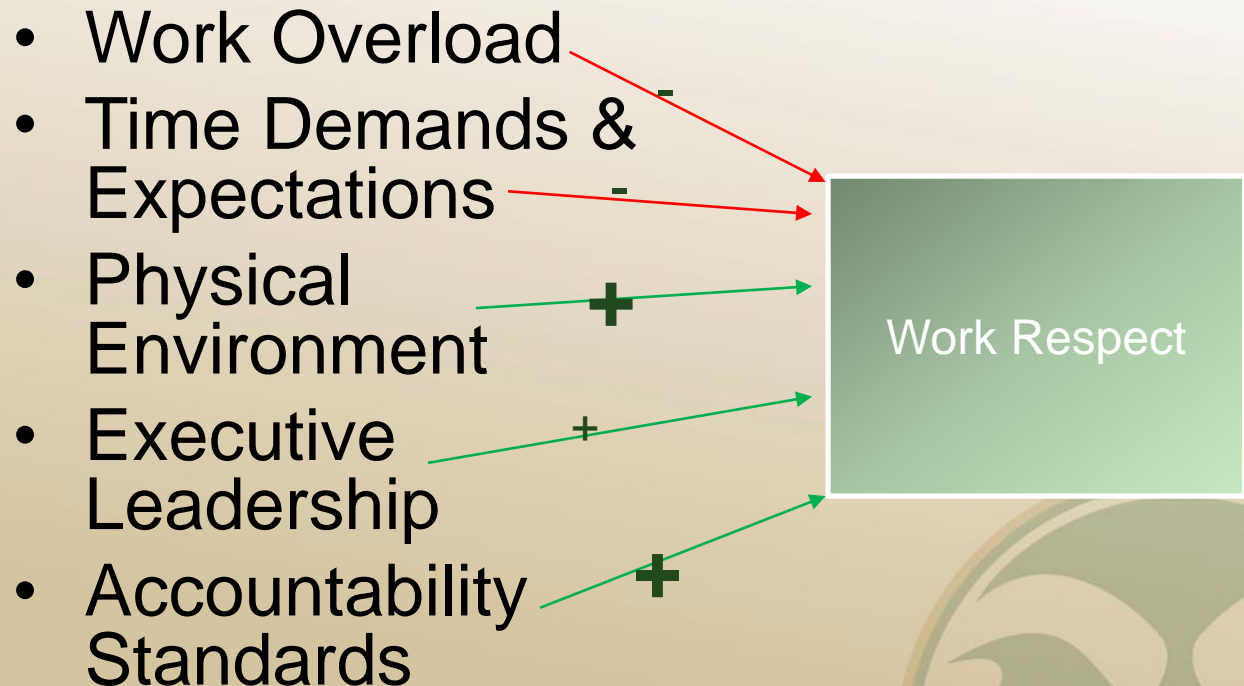 • Work Overload
-
• Time Demands &
Expectations
-
• Physical
Environment
+
Work Respect
• Executive
Leadership
+
• Accountability
Standards
+